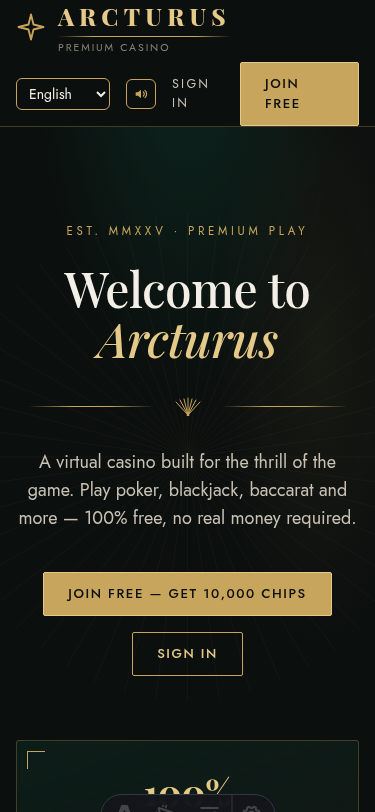 ARCTURUS
PREMIUM CASINO
English
SIGN
IN
JOIN
FREE
EST. MMXXV · PREMIUM PLAY
Welcome to
Arcturus
A virtual casino built for the thrill of the
game. Play poker, blackjack, baccarat and
more — 100% free, no real money required.
JOIN FREE — GET 10,000 CHIPS
SIGN IN
100%